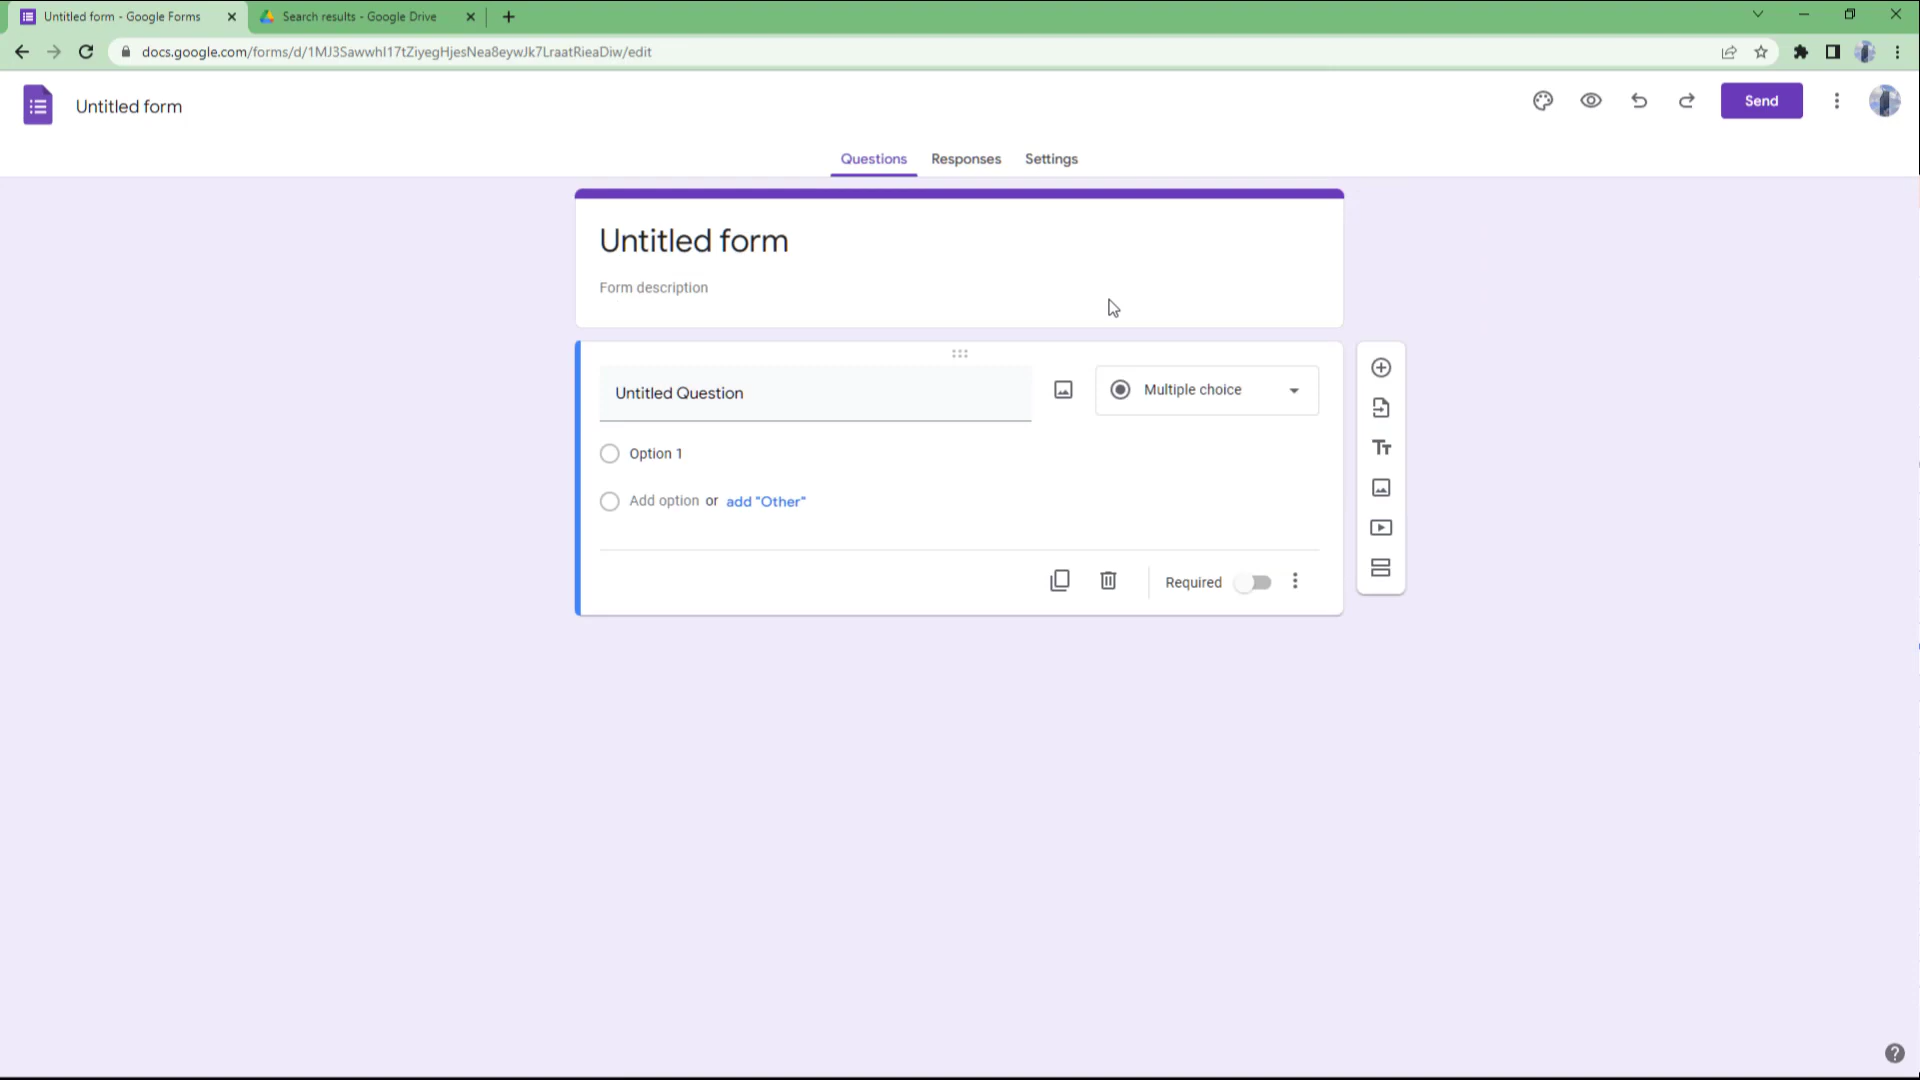 Untitled form - Google Forms
Search results - Google Drive
docs.google.com/forms/d/1MJ3SawwhI17tZiyegHjesNea8eywJk7LraatRieaDiw/edit
Untitled form
Send
Questions Responses Settings
Untitled form
Form description
Untitled Question
Multiple choice
Option 1
Add option or add "Other"
Required